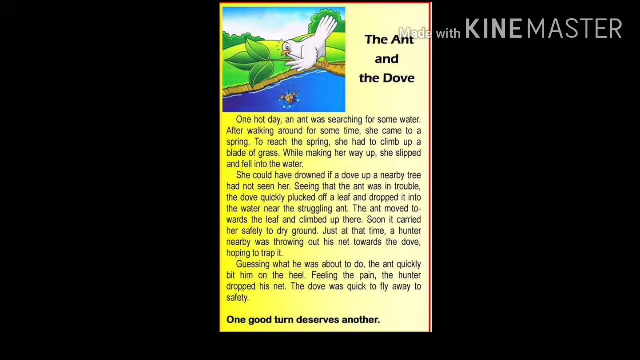 Made with KINEMASTER
The Ant
and
the Dove
One hot day, an ant was searching for some water.
After walking around for some time, she came to a
spring. To reach the spring, she had to climb up a
blade of grass. While making her way up, she slipped
and fell into the water.
She could have drowned if a dove up a nearby tree
had not seen her. Seeing that the ant was in trouble,
the dove quickly plucked off a leaf and dropped it into
the water near the struggling ant. The ant moved to-
wards the leaf and climbed up there. Soon it carried
her safely to dry ground. Just at that time, a hunter
nearby was throwing out his net towards the dove,
hoping to trap it.
Guessing what he was about to do, the ant quickly
bit him on the heel. Feeling the pain, the hunter
dropped his net. The dove was quick to fly away to
safety.
One good turn deserves another.